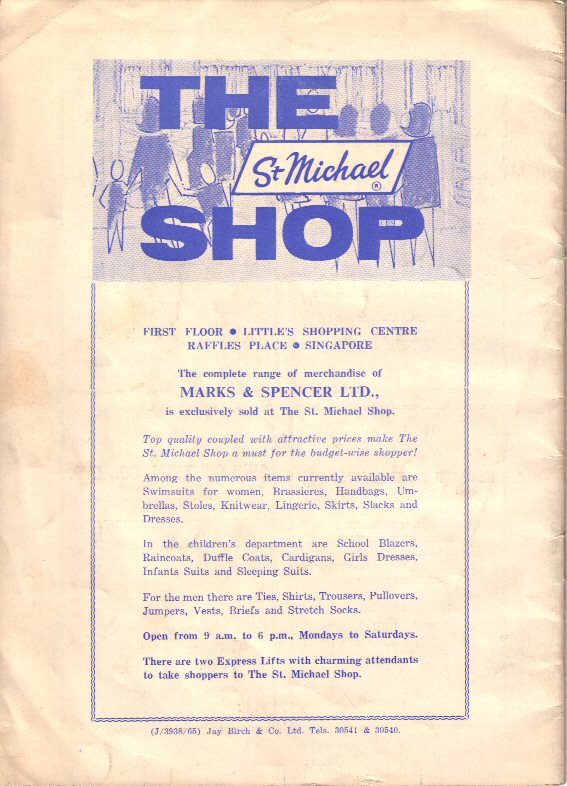 THE
St Michael
®
SHOP
FIRST FLOOR ● LITTLE'S SHOPPING CENTRE
RAFFLES PLACE ● SINGAPORE
The complete range of merchandise of
MARKS & SPENCER LTD.,
is exclusively sold at The St. Michael Shop.
Top quality coupled with attractive prices make The
St. Michael Shop a must for the budget-wise shopper!
Among the numerous items currently available are
Swimsuits for women, Brassieres, Handbags, Um-
brellas, Stoles, Knitwear, Lingerie, Skirts, Slacks and
Dresses.
In the children's department are School Blazers,
Raincoats, Duffle Coats, Cardigans, Girls Dresses,
Infants Suits and Sleeping Suits.
For the men there are Ties, Shirts, Trousers, Pullovers,
Jumpers, Vests, Briefs and Stretch Socks.
Open from 9 a.m. to 6 p.m., Mondays to Saturdays.
There are two Express Lifts with charming attendants
to take shoppers to The St. Michael Shop.
(J/3938/65) Jay Birch & Co. Ltd. Tels. 30541 & 30540.